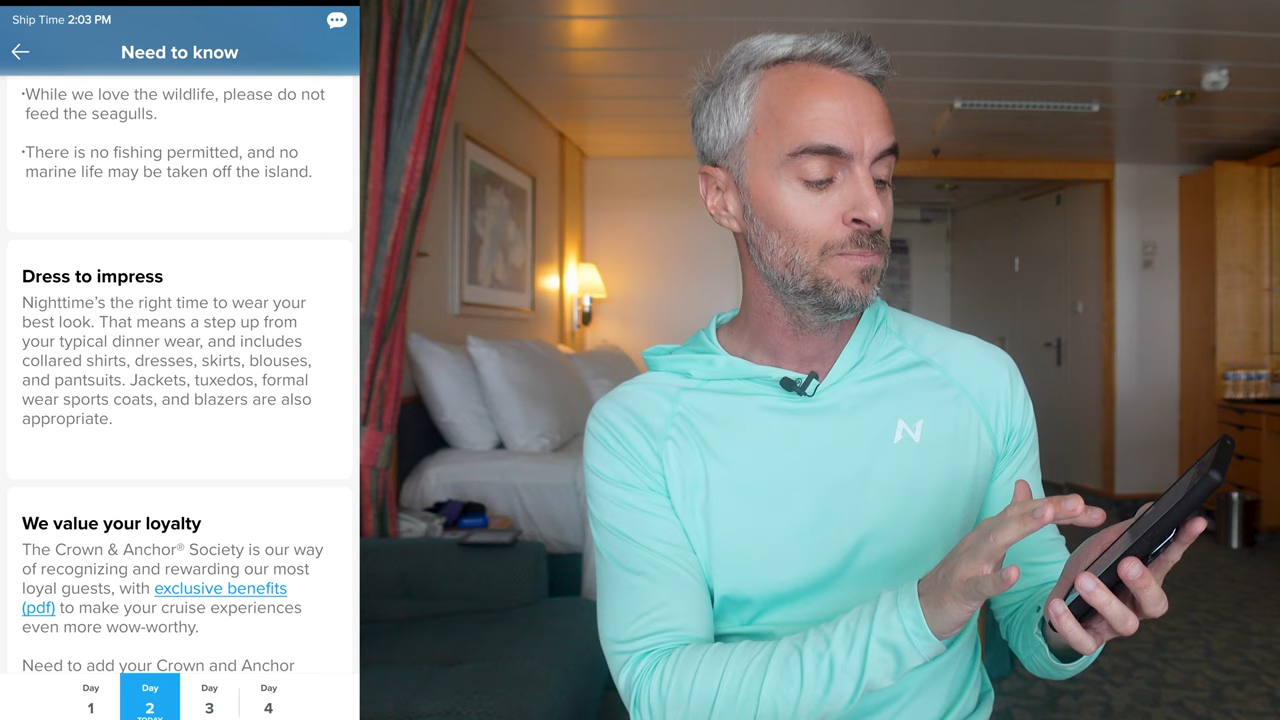 Ship Time 2:03 PM
Need to know
·While we love the wildlife, please do not
feed the seagulls.
·There is no fishing permitted, and no
marine life may be taken off the island.
Dress to impress
Nighttime's the right time to wear your
best look. That means a step up from
your typical dinner wear, and includes
collared shirts, dresses, skirts, blouses,
and pantsuits. Jackets, tuxedos, formal
wear sports coats, and blazers are also
appropriate.
We value your loyalty
The Crown & Anchor® Society is our way
of recognizing and rewarding our most
loyal guests, with exclusive benefits
(pdf) to make your cruise experiences
even more wow-worthy.
Need to add your Crown and Anchor
Day Day Day Day
1 2 3 4
TODAY
N